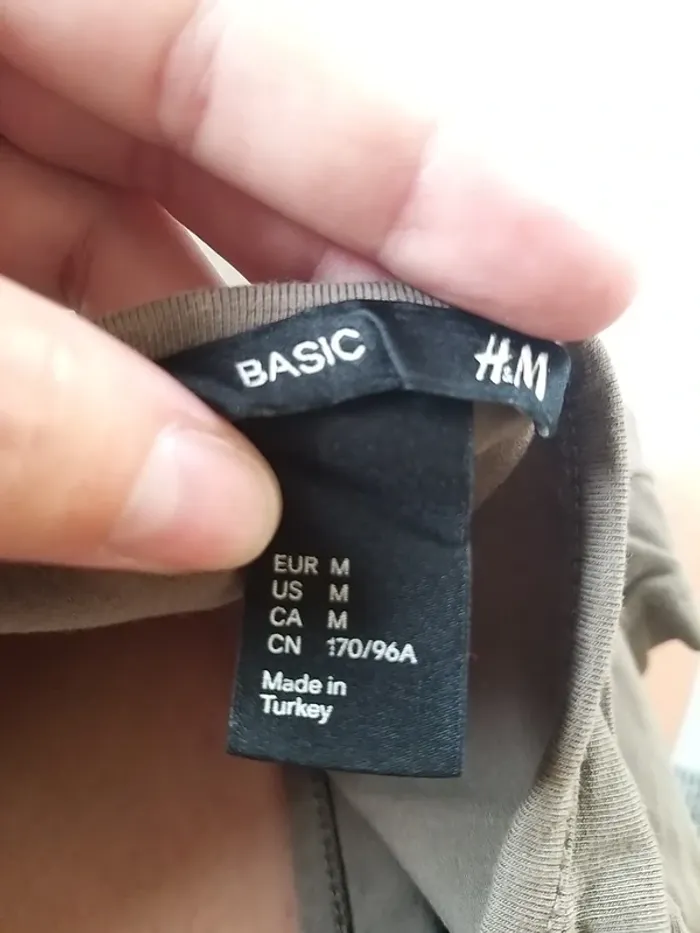 BASIC
H&M
EUR M
US M
CA M
CN 170/96A
Made in
Turkey